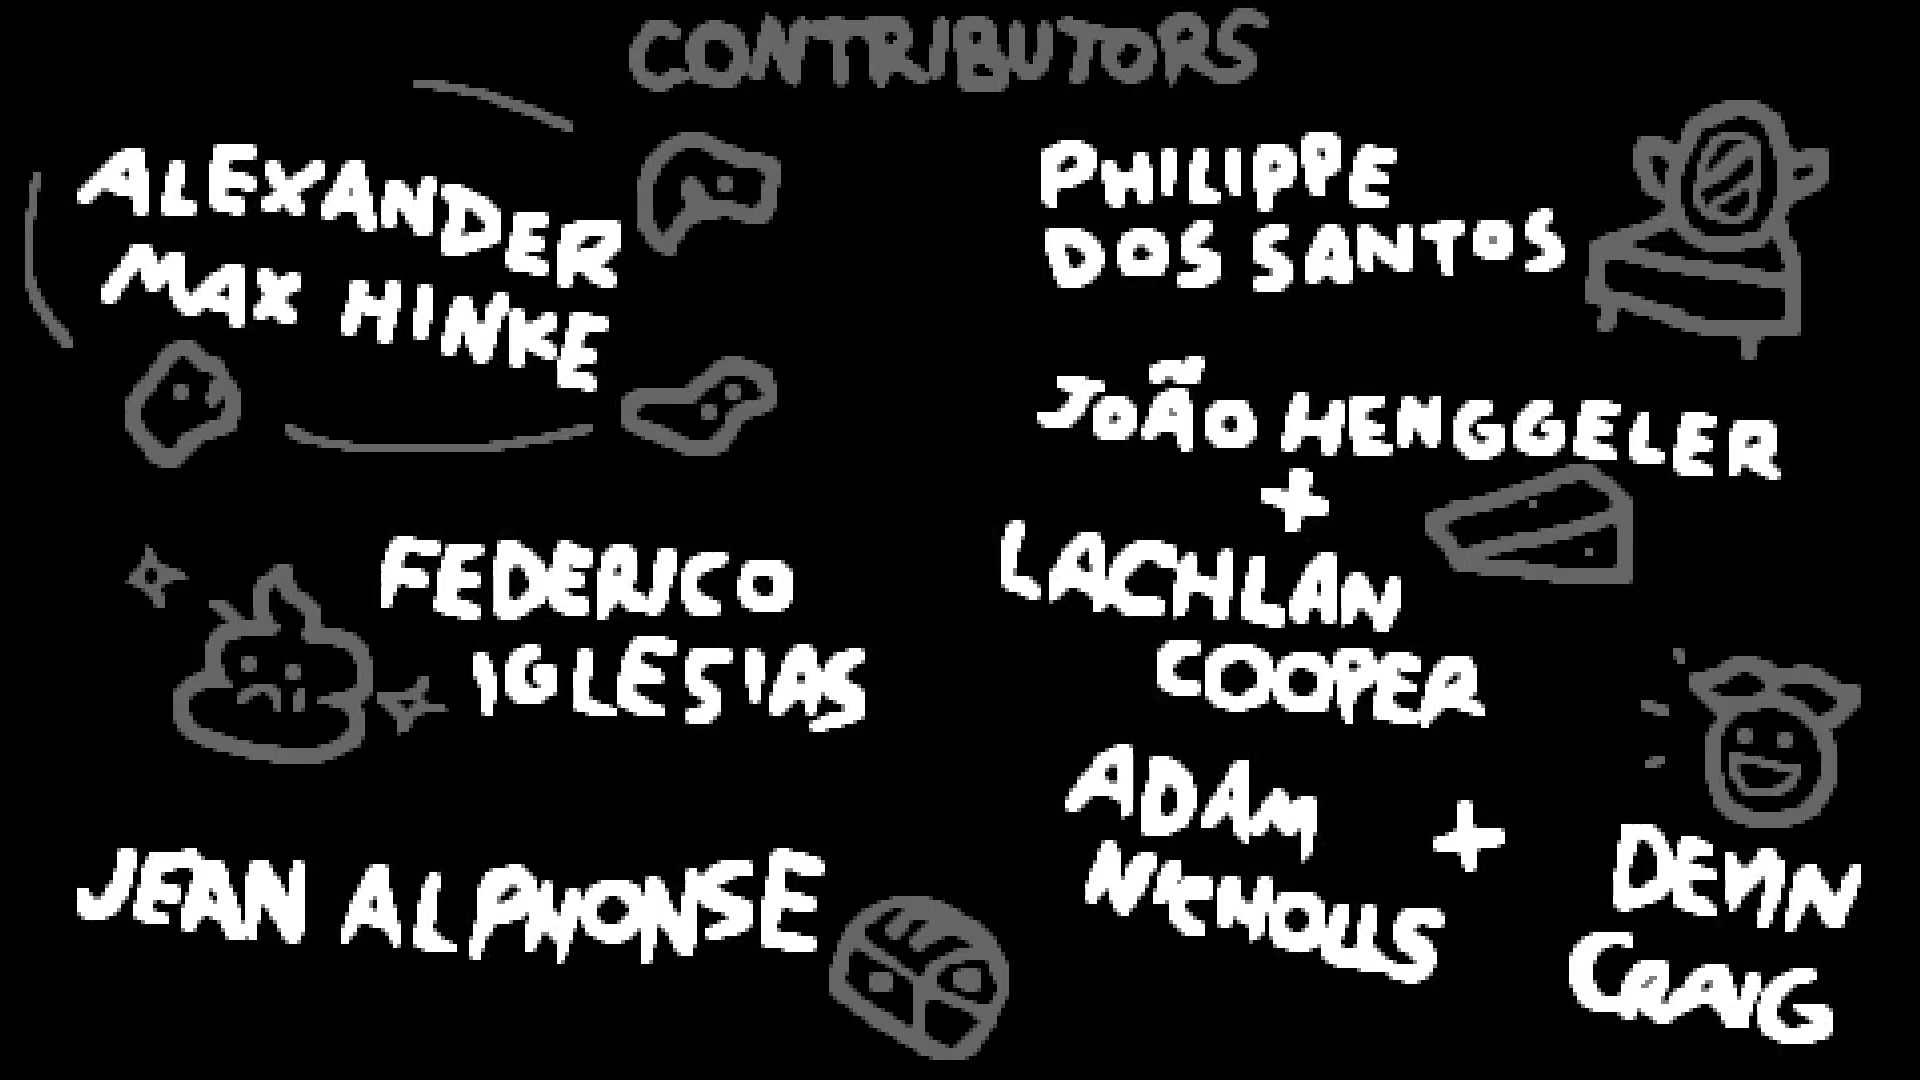 CONTRIBUTORS
ALEXANDER
MAX HINKE
FEDERICO
IGLESIAS
JEAN ALPHONSE
PHILIPPE
DOS SANTOS
JOÃO HENGGELER
+
LACHLAN
COOPER
ADAM
NICHOLLS
+
DEVIN
CRAIG